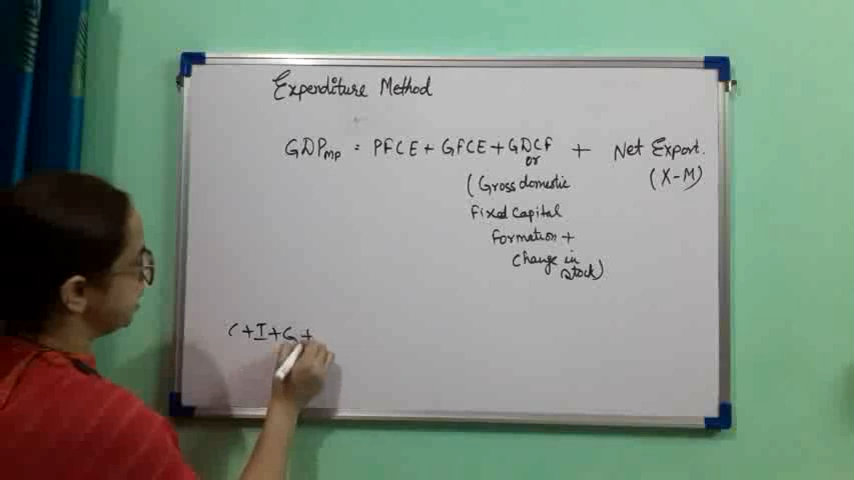 Expenditure Method
GDPMP = PFCE + GFCE + GDCF + Net Export.
or (X-M)
(Gross domestic
Fixed Capital
Formation +
Change in
stock)
C + I + G +